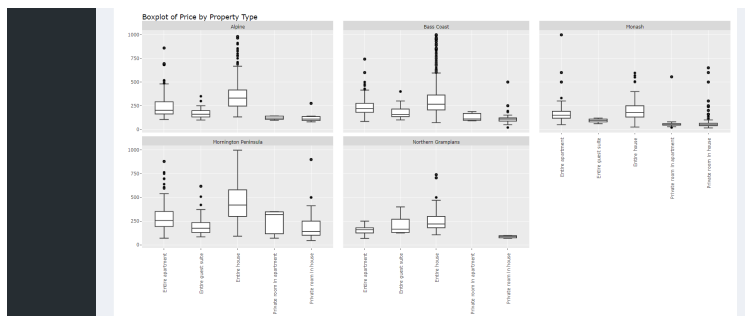 Boxplot of Price by Property Type
Alpine
Bass Coast
Monash
1000
750
500
250
0
Mornington Peninsula
Northern Grampians
1000
750
500
250
0
Entire apartment
Entire guest suite
Entire house
Private room in apartment
Private room in house
Entire apartment
Entire guest suite
Entire house
Private room in apartment
Private room in house
Entire apartment
Entire guest suite
Entire house
Private room in apartment
Private room in house